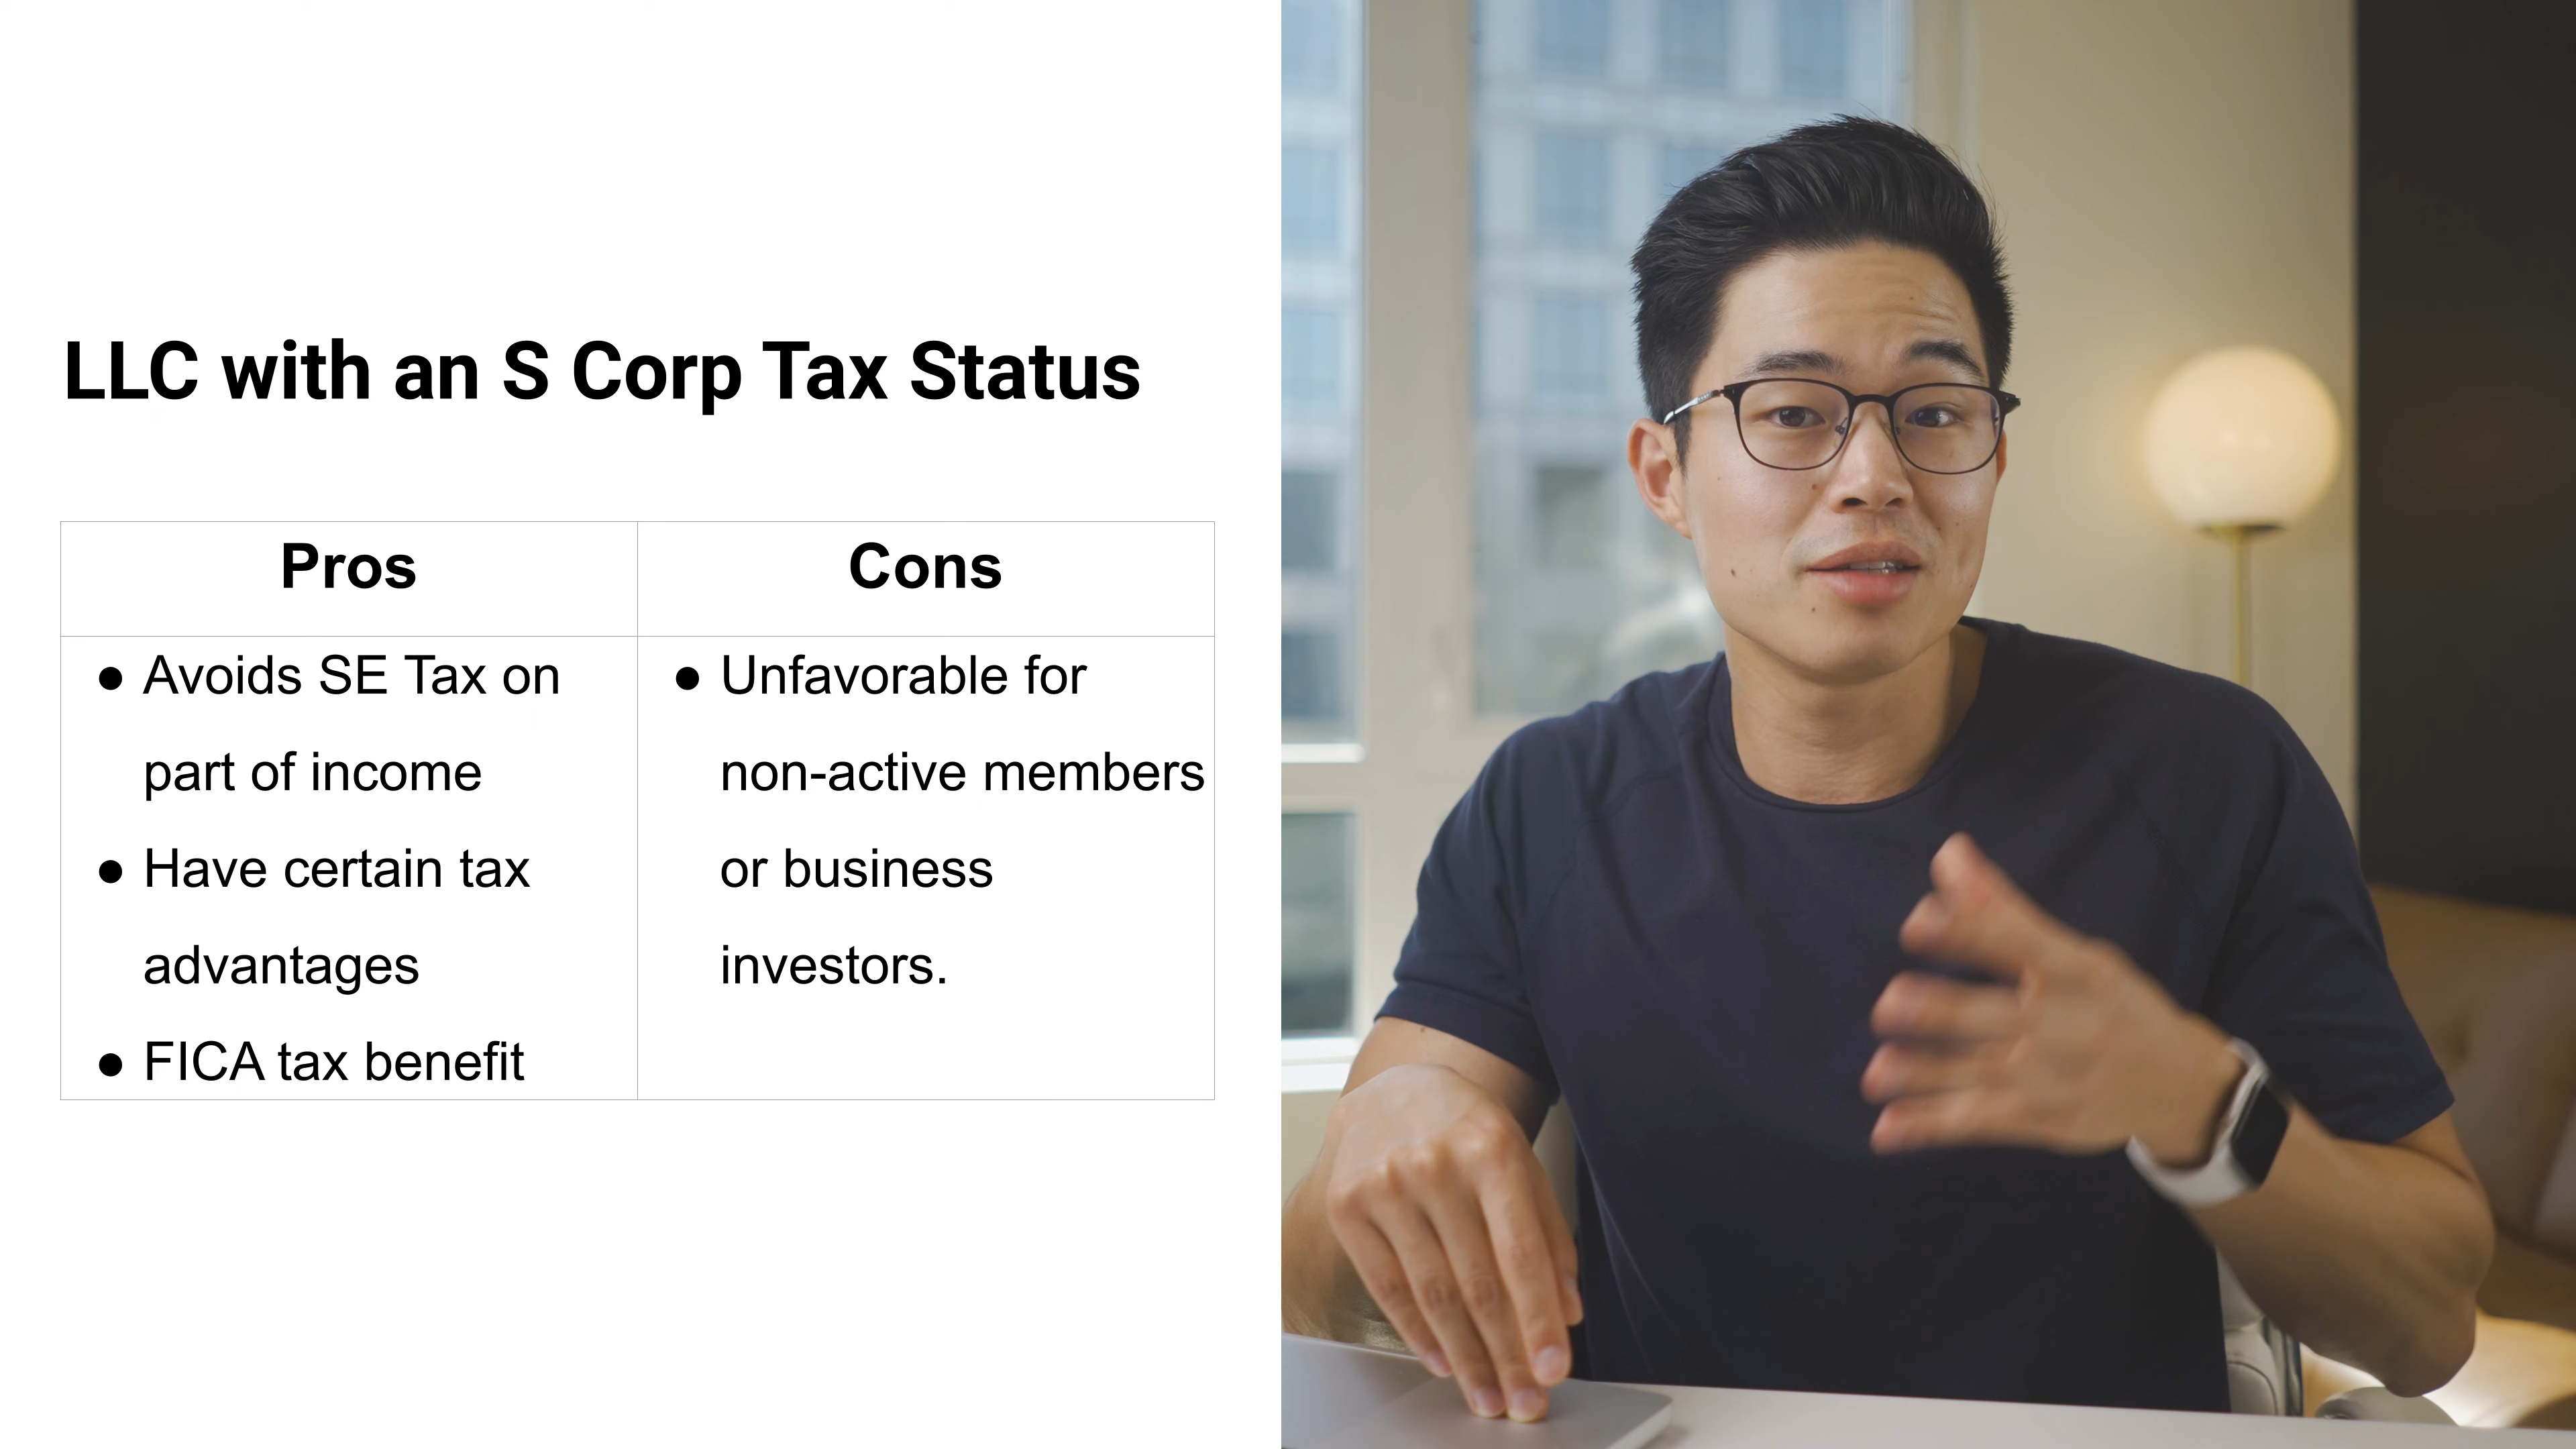 LLC with an S Corp Tax Status
Pros
Cons
● Avoids SE Tax on
part of income
● Have certain tax
advantages
● FICA tax benefit
● Unfavorable for
non-active members
or business
investors.